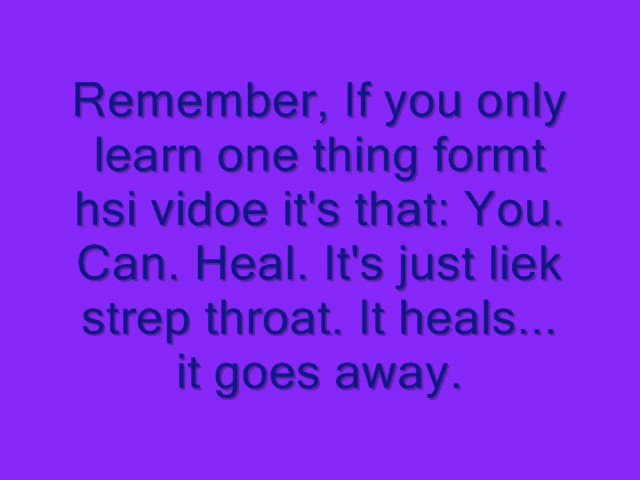 Remember, If you only
learn one thing formt
hsi vidoe it's that: You.
Can. Heal. It's just liek
strep throat. It heals...
it goes away.